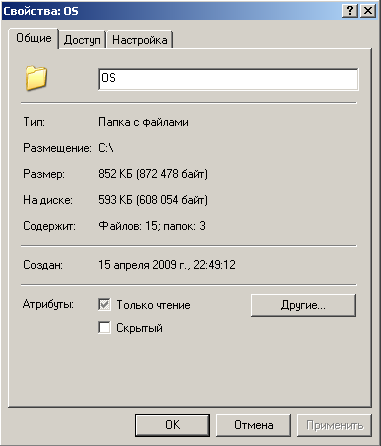 Свойства: OS
Общие Доступ Настройка
OS
Тип: Папка с файлами
Размещение: C:\
Размер: 852 КБ (872 478 байт)
На диске: 593 КБ (608 054 байт)
Содержит: Файлов: 15; папок: 3
Создан: 15 апреля 2009 г., 22:49:12
Атрибуты: Только чтение Другие...
Скрытый
OK Отмена Применить